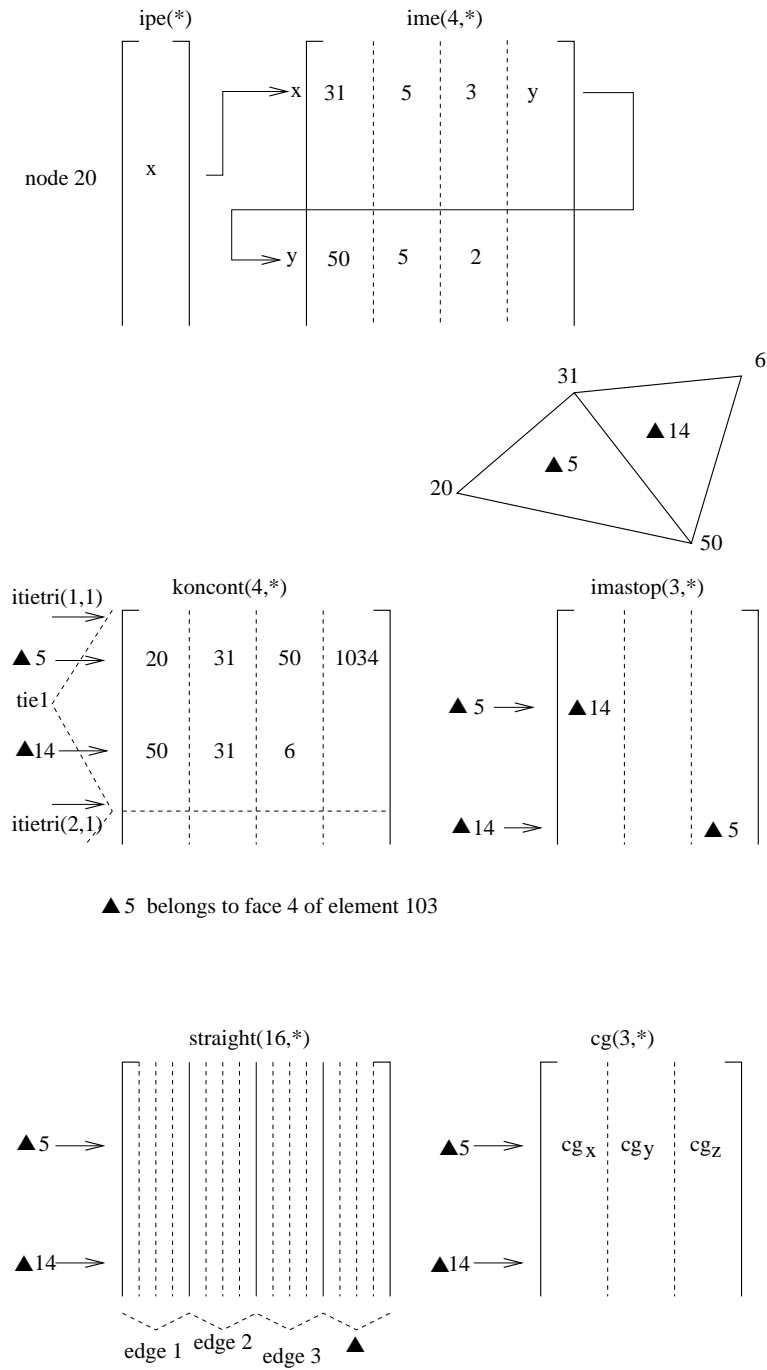 ipe(*) ime(4,*)
x 31 5 3 y
node 20 x
y 50 5 2
6
31
▲14
▲5
20
50
itietri(1,1) koncont(4,*) imastop(3,*)
▲5 20 31 50 1034
tie1 ▲5 ▲14
▲14 50 31 6
itietri(2,1) ▲14 ▲5
▲5 belongs to face 4 of element 103
straight(16,*) cg(3,*)
▲5 ▲5 cg x cg y cg z
▲14 ▲14
edge 1 edge 2 edge 3 ▲